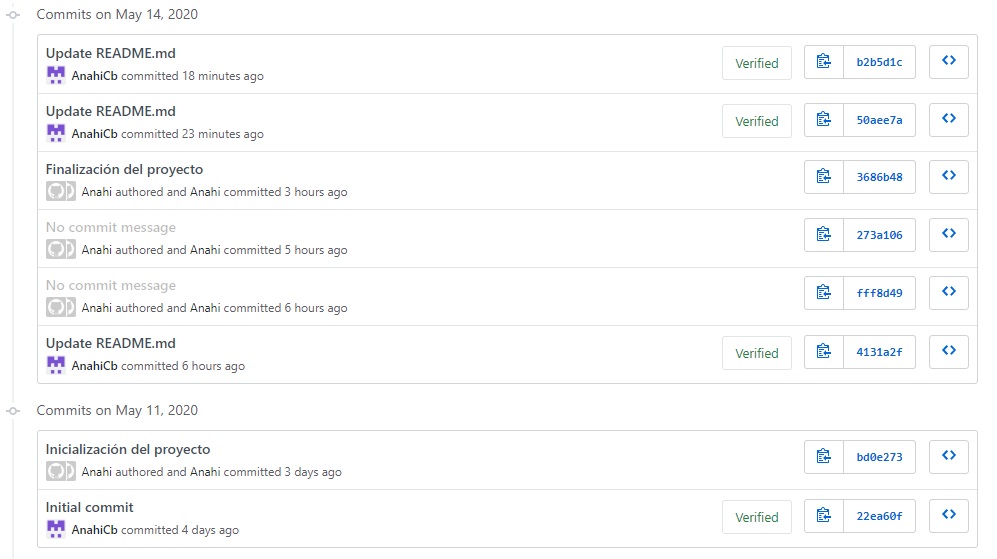 Commits on May 14, 2020
Update README.md
AnahiCb committed 18 minutes ago
Verified
b2b5d1c
Update README.md
AnahiCb committed 23 minutes ago
Verified
50aee7a
Finalización del proyecto
Anahi authored and Anahi committed 3 hours ago
3686b48
No commit message
Anahi authored and Anahi committed 5 hours ago
273a106
No commit message
Anahi authored and Anahi committed 6 hours ago
fff8d49
Update README.md
AnahiCb committed 6 hours ago
Verified
4131a2f
Commits on May 11, 2020
Inicialización del proyecto
Anahi authored and Anahi committed 3 days ago
bd0e273
Initial commit
AnahiCb committed 4 days ago
Verified
22ea60f